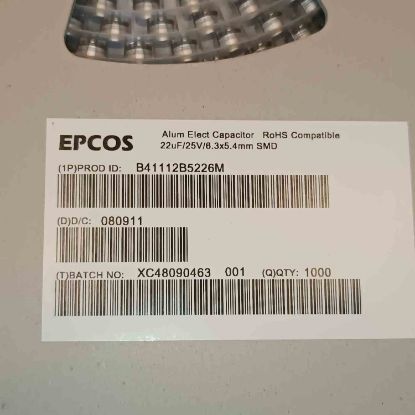 EPCOS
Alum Elect Capacitor RoHS Compatible
22uF/25V/6.3x5.4mm SMD
(1P)PROD ID: B41112B5226M
(D)D/C: 080911
(T)BATCH NO: XC48090463 001 (Q)QTY: 1000